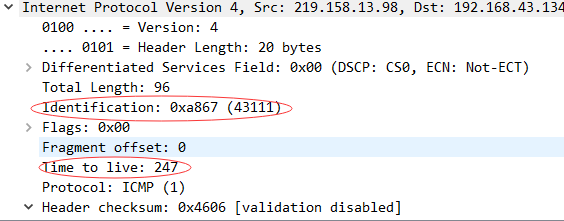 Internet Protocol Version 4, Src: 219.158.13.98, Dst: 192.168.43.134
0100 .... = Version: 4
.... 0101 = Header Length: 20 bytes
Differentiated Services Field: 0x00 (DSCP: CS0, ECN: Not-ECT)
Total Length: 96
Identification: 0xa867 (43111)
Flags: 0x00
Fragment offset: 0
Time to live: 247
Protocol: ICMP (1)
Header checksum: 0x4606 [validation disabled]